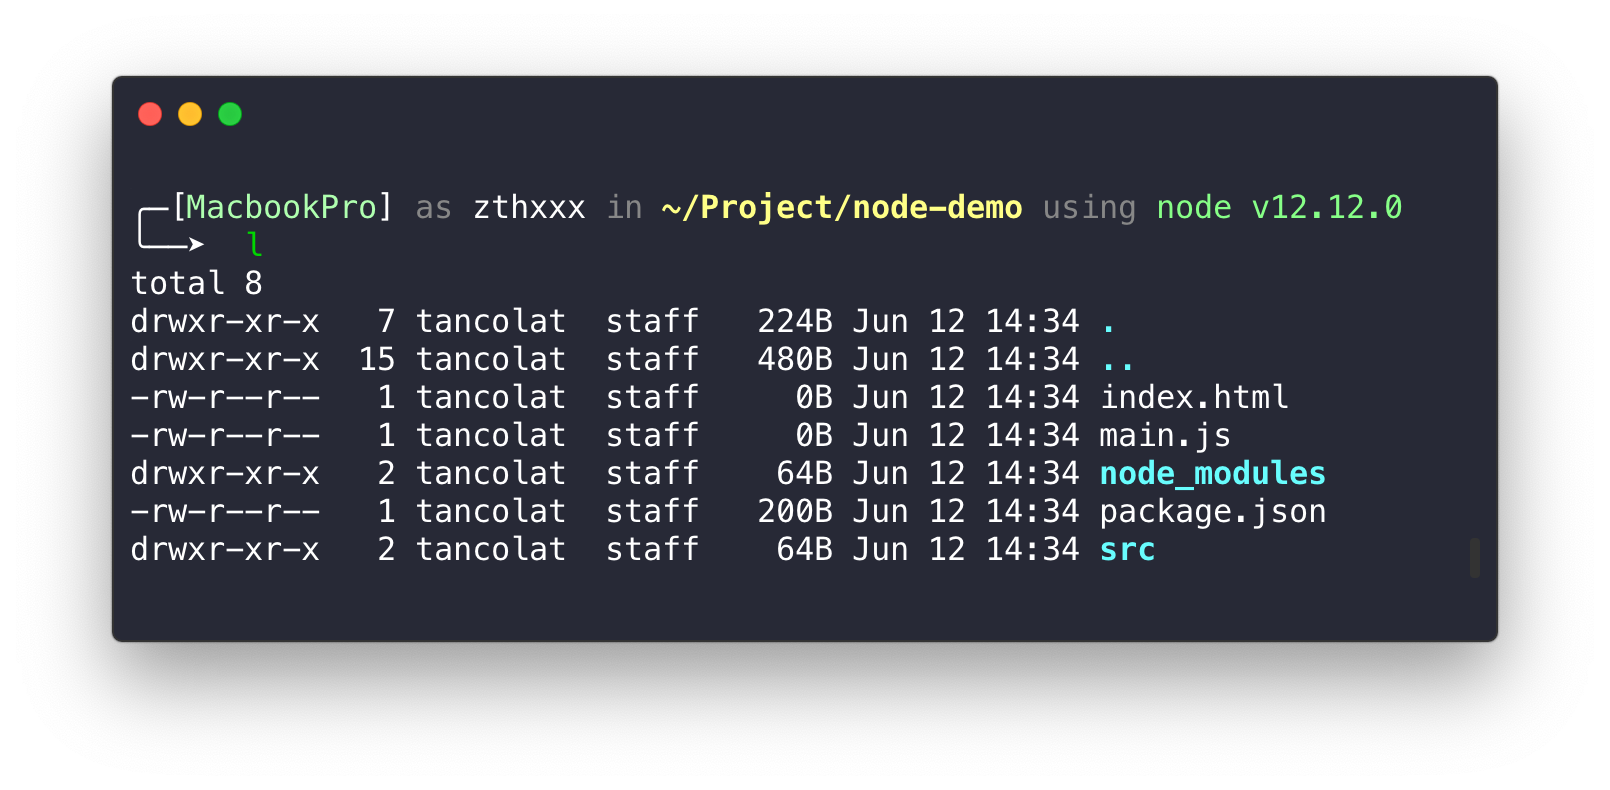 ╭─[MacbookPro] as zthxxx in ~/Project/node-demo using node v12.12.0
╰──➤  l
total 8
drwxr-xr-x   7 tancolat  staff   224B Jun 12 14:34 .
drwxr-xr-x  15 tancolat  staff   480B Jun 12 14:34 ..
-rw-r--r--   1 tancolat  staff     0B Jun 12 14:34 index.html
-rw-r--r--   1 tancolat  staff     0B Jun 12 14:34 main.js
drwxr-xr-x   2 tancolat  staff    64B Jun 12 14:34 node_modules
-rw-r--r--   1 tancolat  staff   200B Jun 12 14:34 package.json
drwxr-xr-x   2 tancolat  staff    64B Jun 12 14:34 src